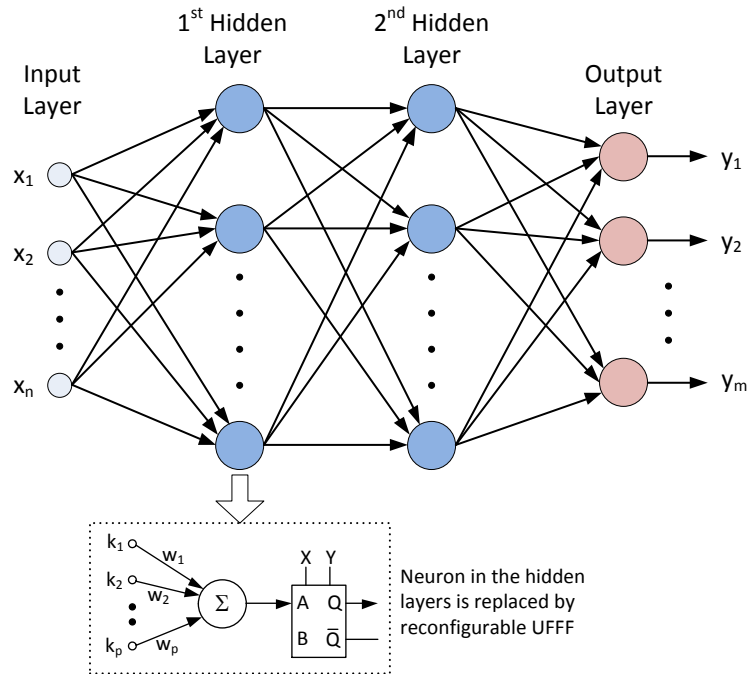 1st Hidden
Layer
2nd Hidden
Layer
Input
Layer
Output
Layer
x1
x2
xn
y1
y2
ym
k1
k2
kp
w1
w2
wp
Σ
X Y
A Q
B Q̅
Neuron in the hidden
layers is replaced by
reconfigurable UFFF